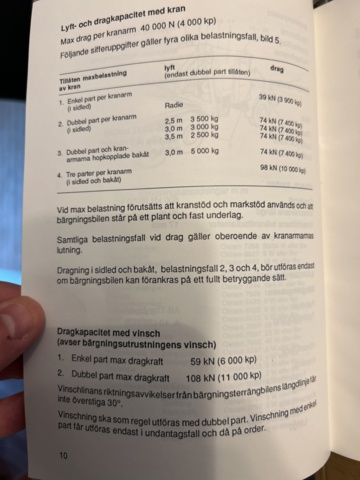 Lyft- och dragkapacitet med kran
Max drag per kranarm 40 000 N (4 000 kp)
Följande sifferuppgifter gäller fyra olika belastningsfall, bild 5.
Tillåten maxbelastning av kran
lyft (endast dubbel part tillåten)
drag
1. Enkel part per kranarm (i sidled) 39 kN (3 900 kp)
2. Dubbel part per kranarm (i sidled)
Radie
2,5 m 3 500 kg 74 kN (7 400 kp)
3,0 m 3 000 kg 74 kN (7 400 kp)
3,5 m 2 500 kg 74 kN (7 400 kp)
3. Dubbel part och kranarmarna hopkopplade bakåt 3,0 m 5 000 kg 74 kN (7 400 kp)
4. Tre parter per kranarm (i sidled och bakåt) 98 kN (10 000 kp)
Vid max belastning förutsätts att kranstöd och markstöd används och att
bärgningsbilen står på ett plant och fast underlag.
Samtliga belastningsfall vid drag gäller oberoende av kranarmarnas
lutning.
Dragning i sidled och bakåt, belastningsfall 2, 3 och 4, bör utföras endast
om bärgningsbilen kan förankras på ett fullt betryggande sätt.
Dragkapacitet med vinsch
(avser bärgningsutrustningens vinsch)
1. Enkel part max dragkraft 59 kN (6 000 kp)
2. Dubbel part max dragkraft 108 kN (11 000 kp)
Vinschlinans riktningsavvikelser från bärgningsterrängbilens längdlinje får
inte överstiga 30°.
Vinschning ska som regel utföras med dubbel part. Vinschning med enkel
part får utföras endast i undantagsfall och då på order.
10